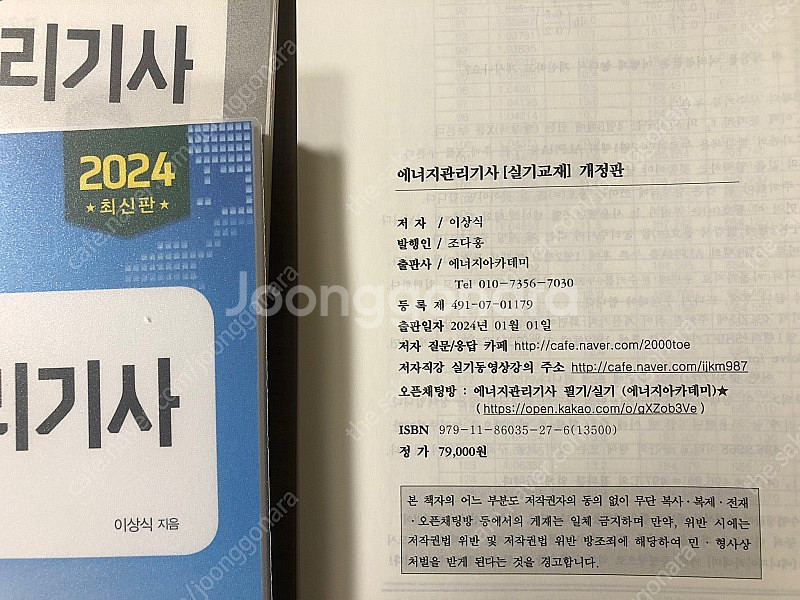 리기사
2024
★최신판★
리기사
이상식 지음
에너지관리기사 [실기교재] 개정판
저 자 / 이상식
발행인 / 조다홍
출판사 / 에너지아카데미
Tel 010-7356-7030
등 록 제 491-07-01179
출판일자 2024년 01월 01일
저자 질문/응답 카페 http://cafe.naver.com/2000toe
저자직강 실기동영상강의 주소 http://cafe.naver.com/ijkm987
오픈채팅방 : 에너지관리기사 필기/실기 (에너지아카데미)★
( https://open.kakao.com/o/gXZob3Ve )
ISBN 979-11-86035-27-6(13500)
정 가 79,000원
본 책자의 어느 부분도 저작권자의 동의 없이 무단 복사·복제·전재
·오픈채팅방 등에서의 게재는 일체 금지하며 만약, 위반 시에는
저작권법 위반 및 저작권법 위반 방조죄에 해당하여 민·형사상
처벌을 받게 된다는 것을 경고합니다.
Joonggonara